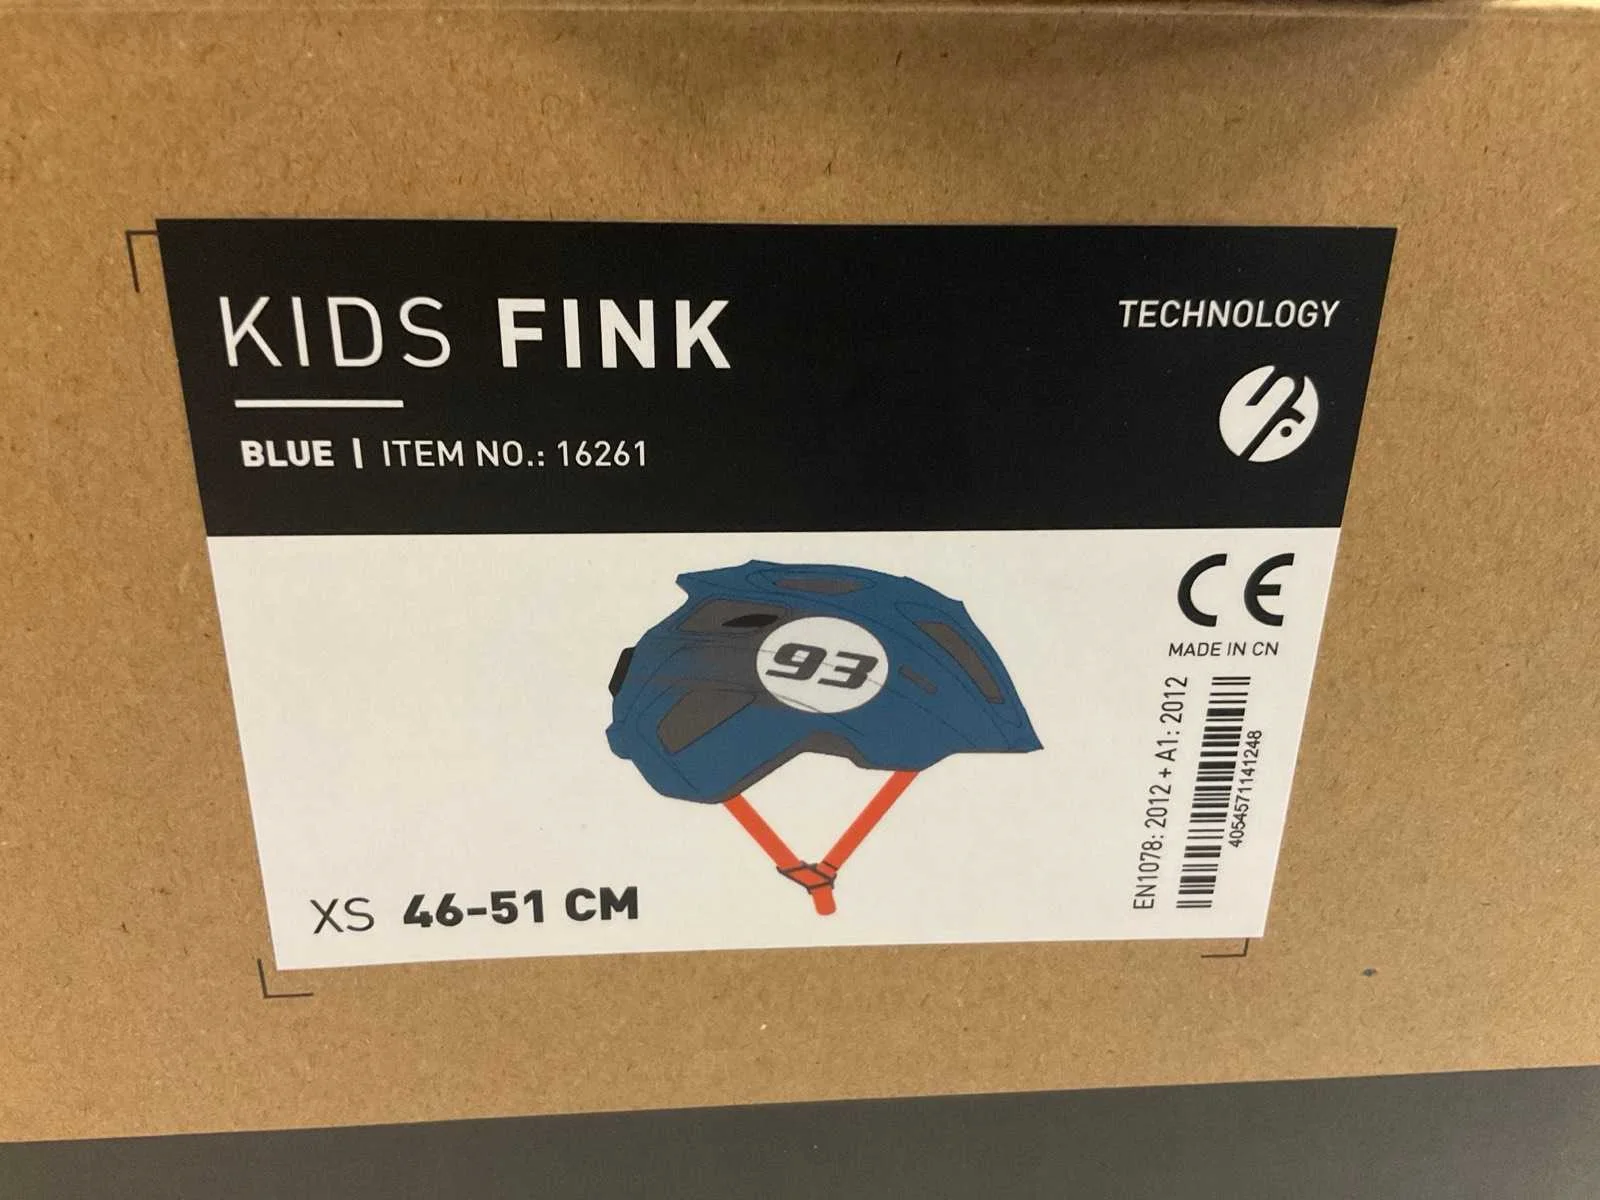 KIDS FINK
BLUE | ITEM NO.: 16261
TECHNOLOGY
93
CE
MADE IN CN
EN1078: 2012 + A1: 2012
4054571141248
XS 46-51 CM